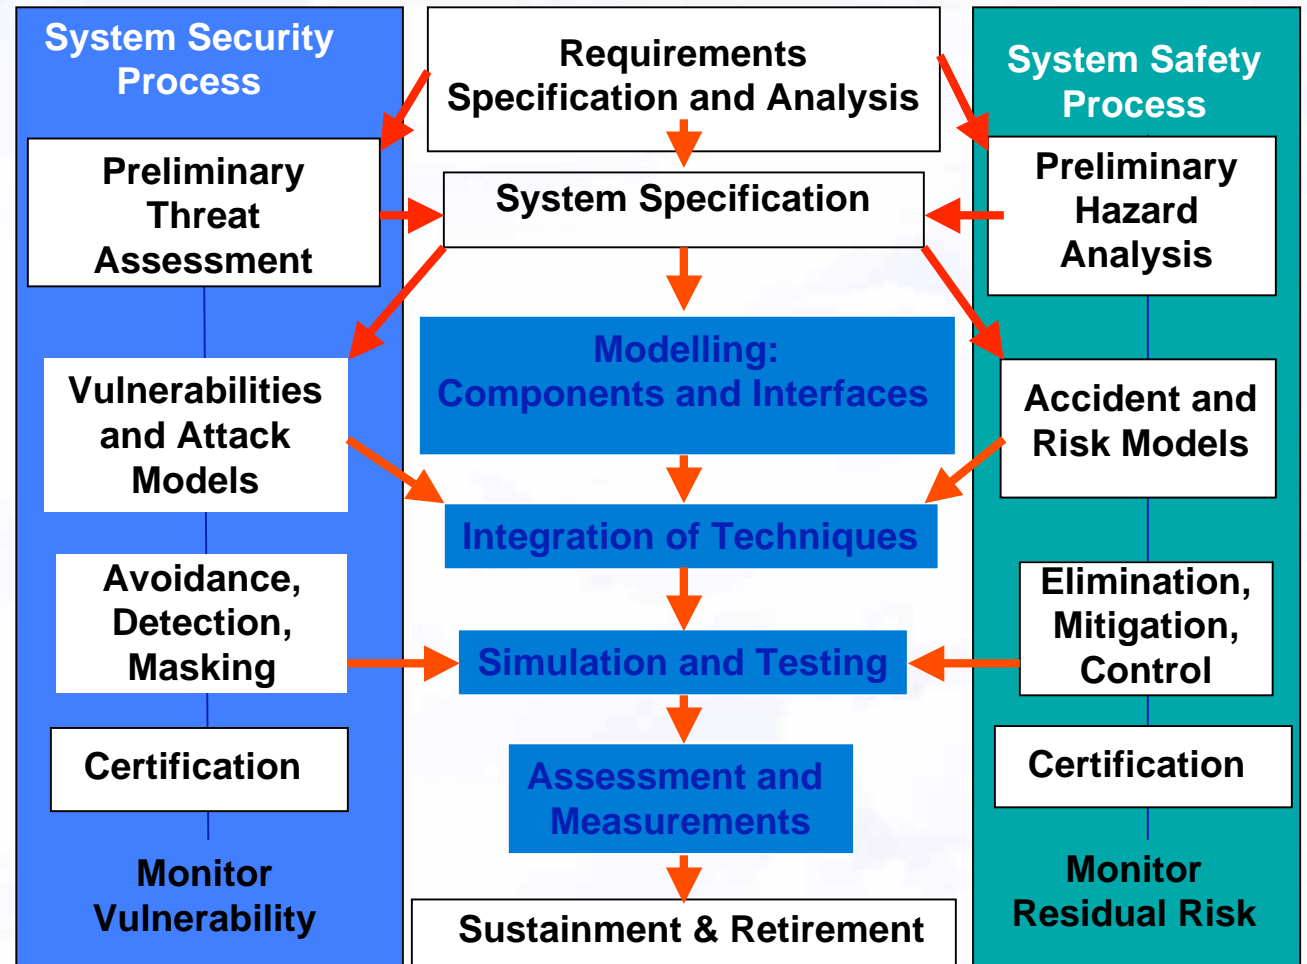 System Security
Process
Preliminary
Threat
Assessment
Vulnerabilities
and Attack
Models
Avoidance,
Detection,
Masking
Certification
Monitor
Vulnerability
Requirements
Specification and Analysis
System Specification
Modelling:
Components and Interfaces
Integration of Techniques
Simulation and Testing
Assessment and
Measurements
Sustainment & Retirement
System Safety
Process
Preliminary
Hazard
Analysis
Accident and
Risk Models
Elimination,
Mitigation,
Control
Certification
Monitor
Residual Risk